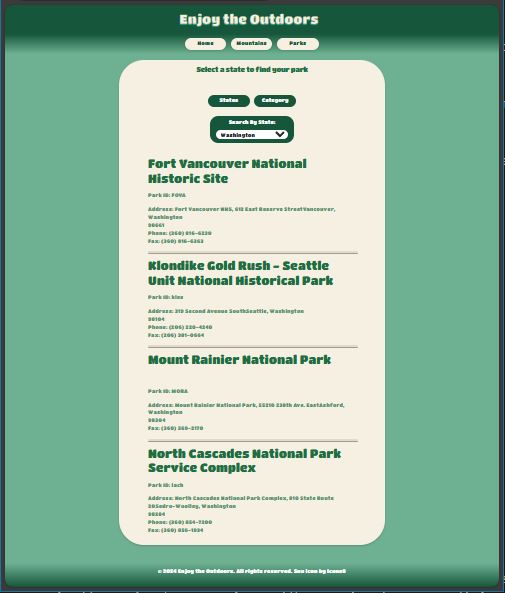 Enjoy the Outdoors
Home Mountains Parks
Select a state to find your park
States Category
Search By State:
Washington
Fort Vancouver National
Historic Site
Park ID: FOVA
Address: Fort Vancouver NHS, 612 East Reserve StreetVancouver,
Washington
98661
Phone: (360) 816-6230
Fax: (360) 816-6363
Klondike Gold Rush - Seattle
Unit National Historical Park
Park ID: klse
Address: 319 Second Avenue SouthSeattle, Washington
98104
Phone: (206) 220-4240
Fax: (206) 381-0664
Mount Rainier National Park
Park ID: MORA
Address: Mount Rainier National Park, 55210 238th Ave. EastAshford,
Washington
98304
Fax: (360) 569-2170
North Cascades National Park
Service Complex
Park ID: lach
Address: North Cascades National Park Complex, 810 State Route
20Sedro-Woolley, Washington
98284
Phone: (360) 854-7200
Fax: (360) 856-1934
© 2024 Enjoy the Outdoors. All rights reserved. Seo icon by Icons8